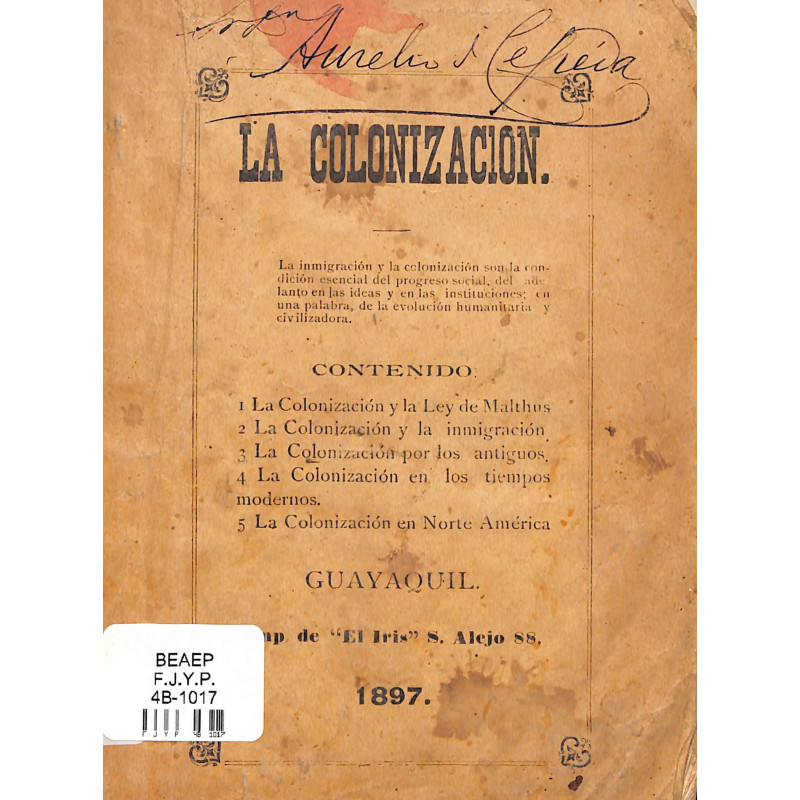 Aurelio
LA COLONIZACION.
La inmigración y la colonización son la con-
dición esencial del progreso social, del ade-
lanto en las ideas y en las instituciones; en
una palabra, de la evolución humanitaria y
civilizadora.
CONTENIDO.
1 La Colonización y la Ley de Malthus
2 La Colonización y la inmigración.
3 La Colonización por los antiguos.
4 La Colonización en los tiempos
modernos.
5 La Colonización en Norte América
GUAYAQUIL.
mp. de "El Iris" S. Alejo 88.
1897.
BEAEP
F.J.Y.P.
4B-1017
F J Y P 4B 1017